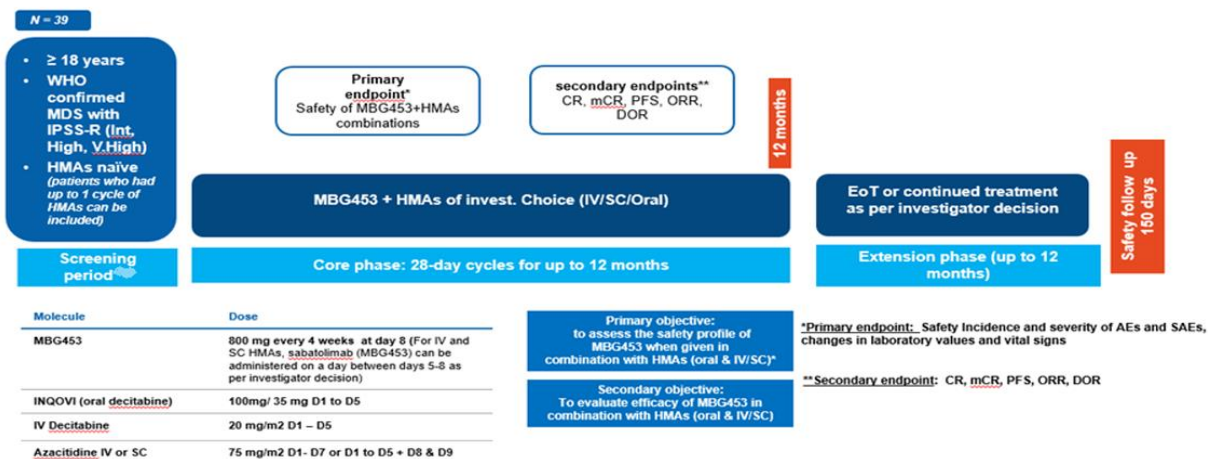 N = 39
• ≥ 18 years
• WHO
confirmed
MDS with
IPSS-R (Int,
High, V.High)
• HMAs naïve
(patients who had
up to 1 cycle of
HMAs can be
included)
Primary
endpoint*
Safety of MBG453+HMAs
combinations
secondary endpoints**
CR, mCR, PFS, ORR,
DOR
12 months
MBG453 + HMAs of invest. Choice (IV/SC/Oral)
EoT or continued treatment
as per investigator decision
Safety follow up
150 days
Screening
period
Core phase: 28-day cycles for up to 12 months
Extension phase (up to 12
months)
Molecule Dose
MBG453 800 mg every 4 weeks at day 8 (For IV and
SC HMAs, sabatolimab (MBG453) can be
administered on a day between days 5-8 as
per investigator decision)
INQOVI (oral decitabine) 100mg/ 35 mg D1 to D5
IV Decitabine 20 mg/m2 D1 – D5
Azacitidine IV or SC 75 mg/m2 D1- D7 or D1 to D5 + D8 & D9
Primary objective:
to assess the safety profile of
MBG453 when given in
combination with HMAs (oral & IV/SC)*
Secondary objective:
To evaluate efficacy of MBG453 in
combination with HMAs (oral & IV/SC)
*Primary endpoint: Safety Incidence and severity of AEs and SAEs,
changes in laboratory values and vital signs
**Secondary endpoint: CR, mCR, PFS, ORR, DOR